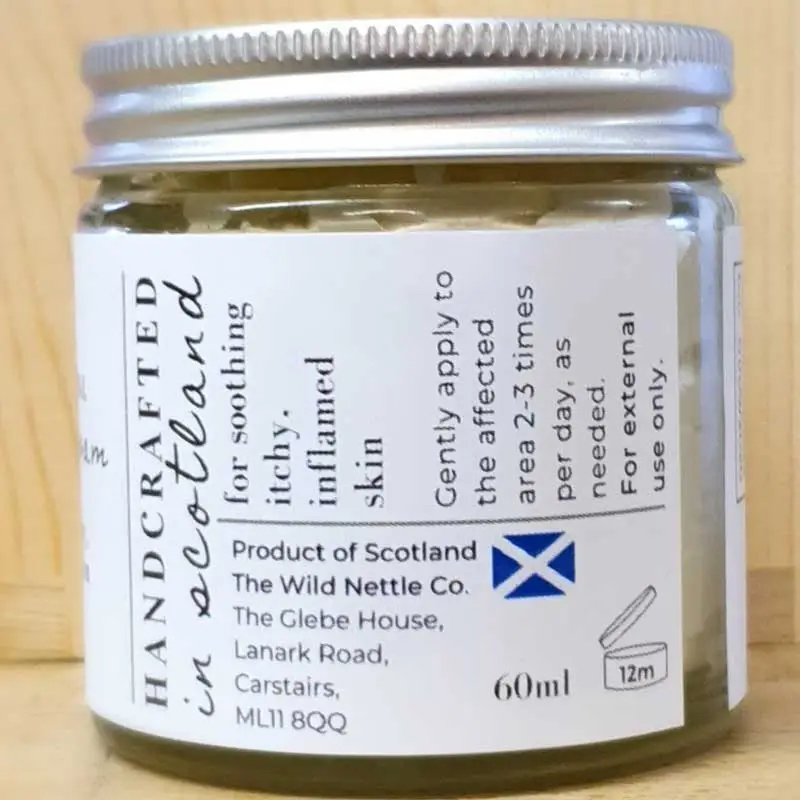 HANDCRAFTED
in scotland
for soothing
itchy,
inflamed
skin
Gently apply to
the affected
area 2-3 times
per day, as
needed.
For external
use only.
Product of Scotland
The Wild Nettle Co.
The Glebe House,
Lanark Road,
Carstairs,
ML11 8QQ
60ml
12m